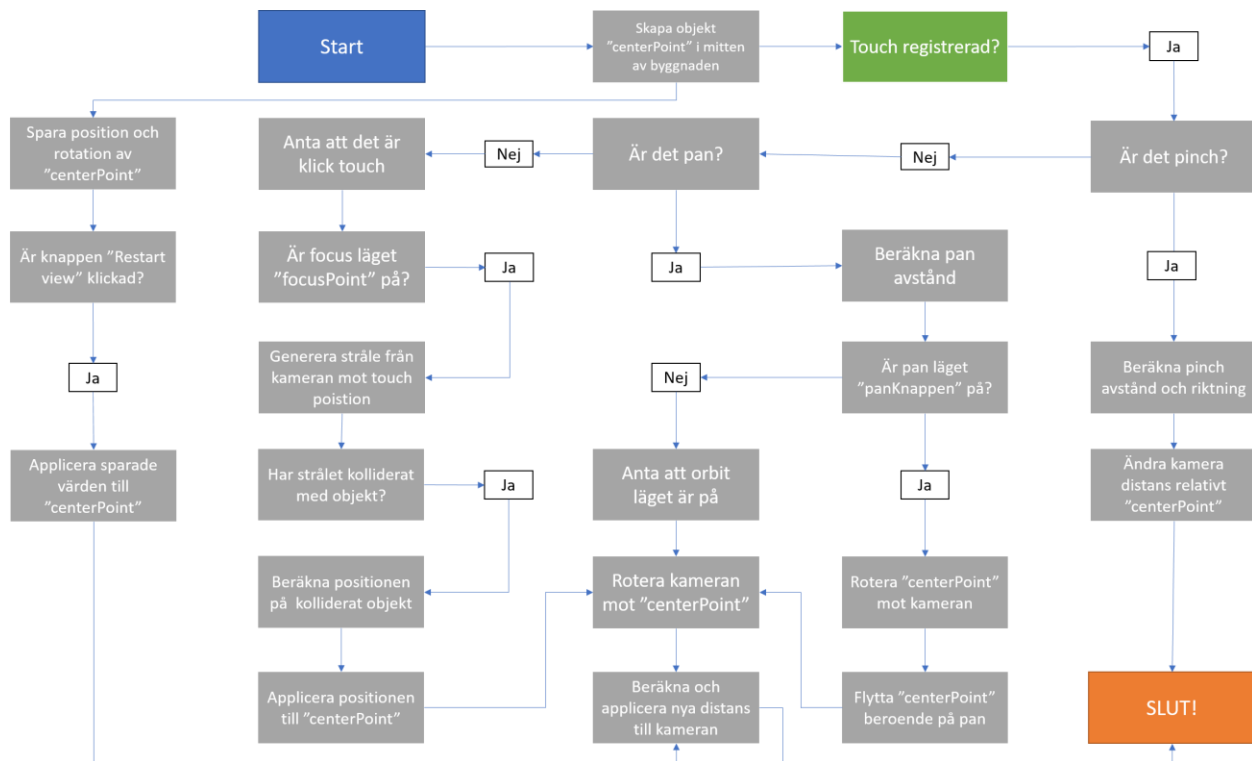 Start
Skapa objekt
”centerPoint” i mitten
av byggnaden
Touch registrerad?
Ja
Spara position och
rotation av
”centerPoint”
Anta att det är
klick touch
Nej
Är det pan?
Nej
Är det pinch?
Är knappen ”Restart
view” klickad?
Är focus läget
”focusPoint” på?
Ja
Ja
Beräkna pan
avstånd
Ja
Ja
Generera stråle från
kameran mot touch
poistion
Nej
Är pan läget
”panKnappen” på?
Beräkna pinch
avstånd och riktning
Applicera sparade
värden till
”centerPoint”
Har strålet kolliderat
med objekt?
Ja
Anta att orbit
läget är på
Ja
Ändra kamera
distans relativt
”centerPoint”
Beräkna positionen
på kolliderat objekt
Rotera kameran
mot ”centerPoint”
Rotera ”centerPoint”
mot kameran
Applicera positionen
till ”centerPoint”
Beräkna och
applicera nya distans
till kameran
Flytta ”centerPoint”
beroende på pan
SLUT!